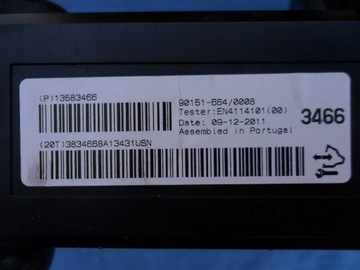 (P)13583466
90151-664/0008
Tester:EN4114101(00)
Date: 09-12-2011
Assembled in Portugal
3466
(20T)3834668A13431USN